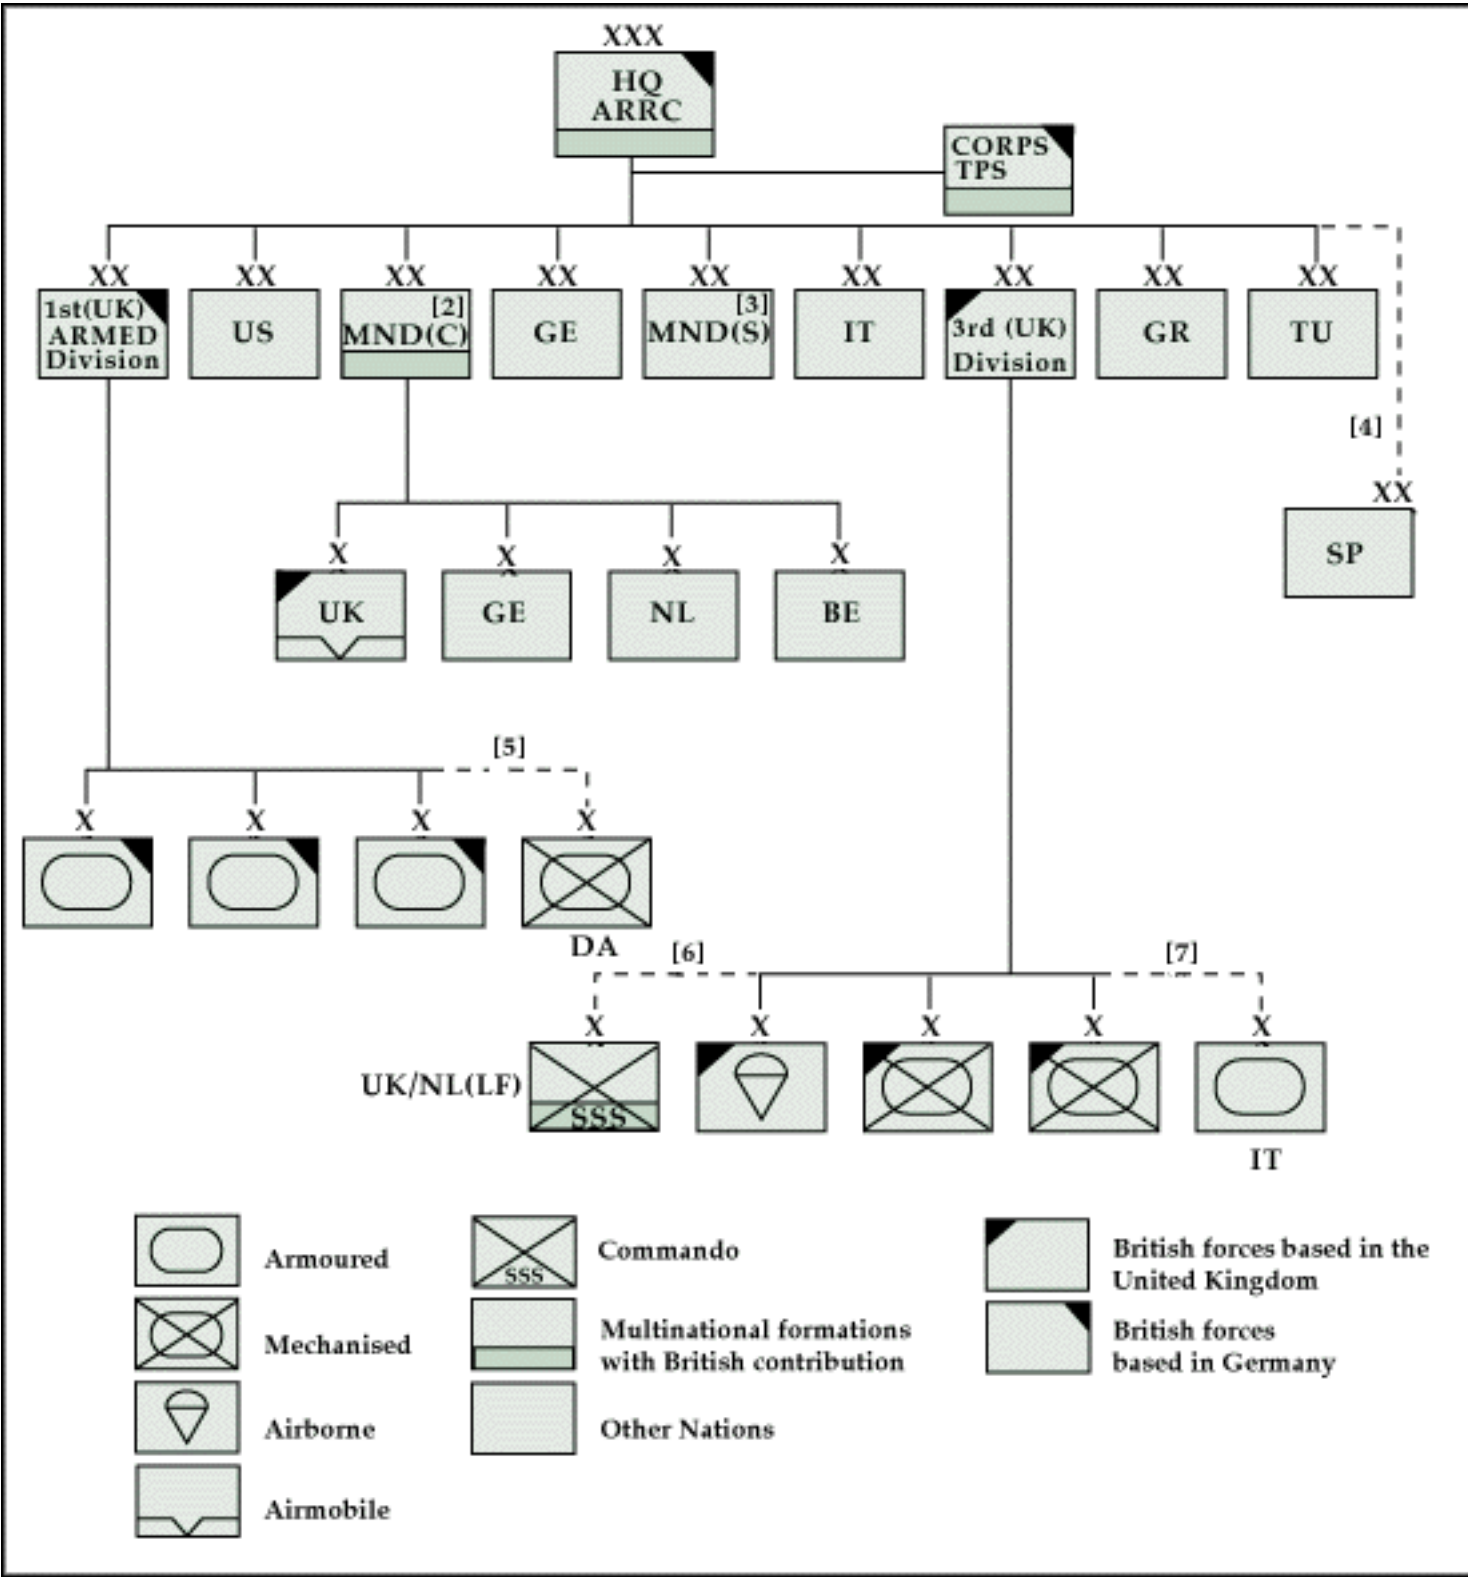 XXX
HQ
ARRC
CORPS
TPS
XX XX XX XX XX XX XX XX XX
1st(UK)
ARMED
Division
US
[2]
MND(C)
GE
[3]
MND(S)
IT
3rd (UK)
Division
GR
TU
[4]
XX
SP
X X X X
UK GE NL BE
[5]
X X X X
DA
[6] [7]
X X X X X
UK/NL(LF)
SSS
IT
Armoured
Mechanised
Airborne
Airmobile
SSS
Commando
Multinational formations
with British contribution
Other Nations
British forces based in the
United Kingdom
British forces
based in Germany